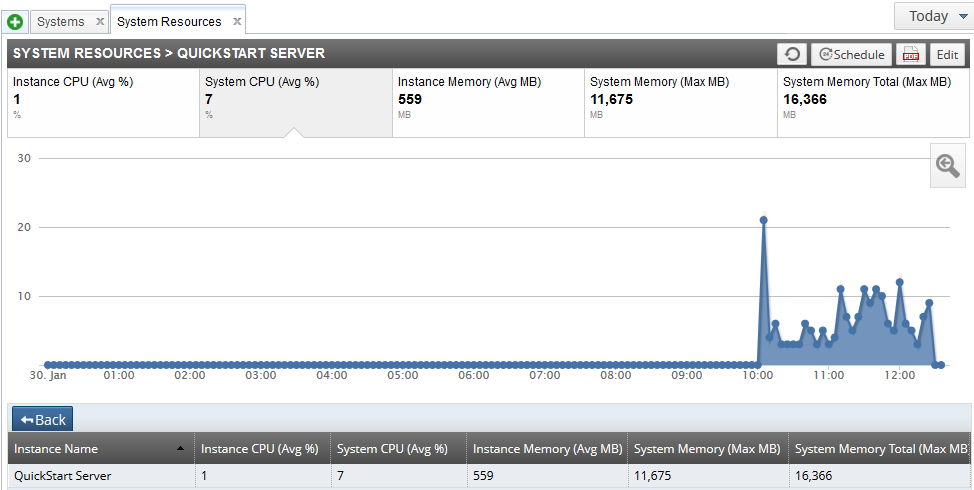 Systems x System Resources x Today
SYSTEM RESOURCES > QUICKSTART SERVER Schedule PDF Edit
Instance CPU (Avg %) System CPU (Avg %) Instance Memory (Avg MB) System Memory (Max MB) System Memory Total (Max MB)
1 7 559 11,675 16,366
% % MB MB MB
30
20
10
30. Jan 01:00 02:00 03:00 04:00 05:00 06:00 07:00 08:00 09:00 10:00 11:00 12:00
Back
Instance Name Instance CPU (Avg %) System CPU (Avg %) Instance Memory (Avg MB) System Memory (Max MB) System Memory Total (Max MB)
QuickStart Server 1 7 559 11,675 16,366